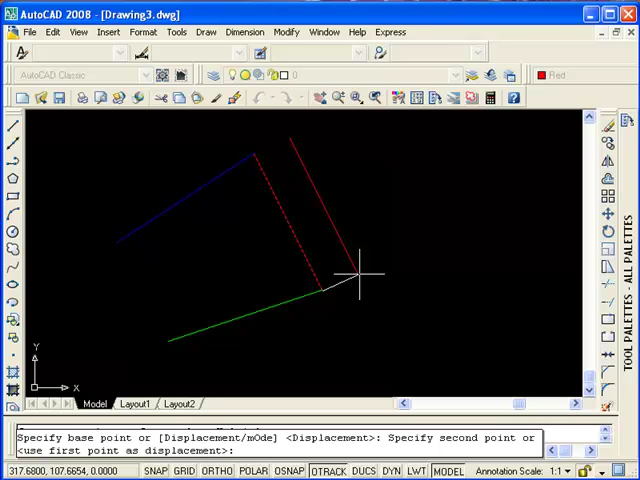 AutoCAD 2008 - [Drawing3.dwg]
File Edit View Insert Format Tools Draw Dimension Modify Window Help Express
AutoCAD Classic 0 Red
TOOL PALETTES - ALL PALETTES
Y
X
Model Layout1 Layout2
Specify base point or [Displacement/mOde] <Displacement>: Specify second point or
<use first point as displacement>:
317.6800, 107.6654, 0.0000 SNAP GRID ORTHO POLAR OSNAP OTRACK DUCS DYN LWT MODEL Annotation Scale: 1:1